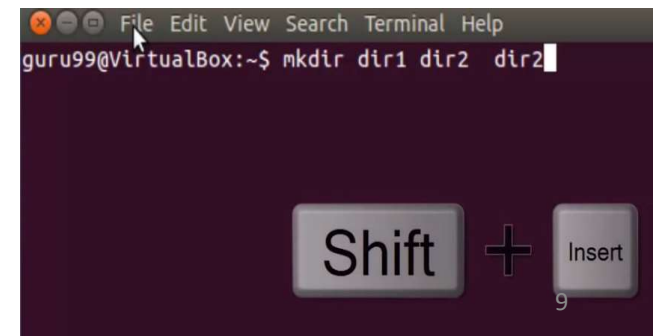 File Edit View Search Terminal Help
guru99@VirtualBox:~$ mkdir dir1 dir2  dir2
Shift + Insert
9